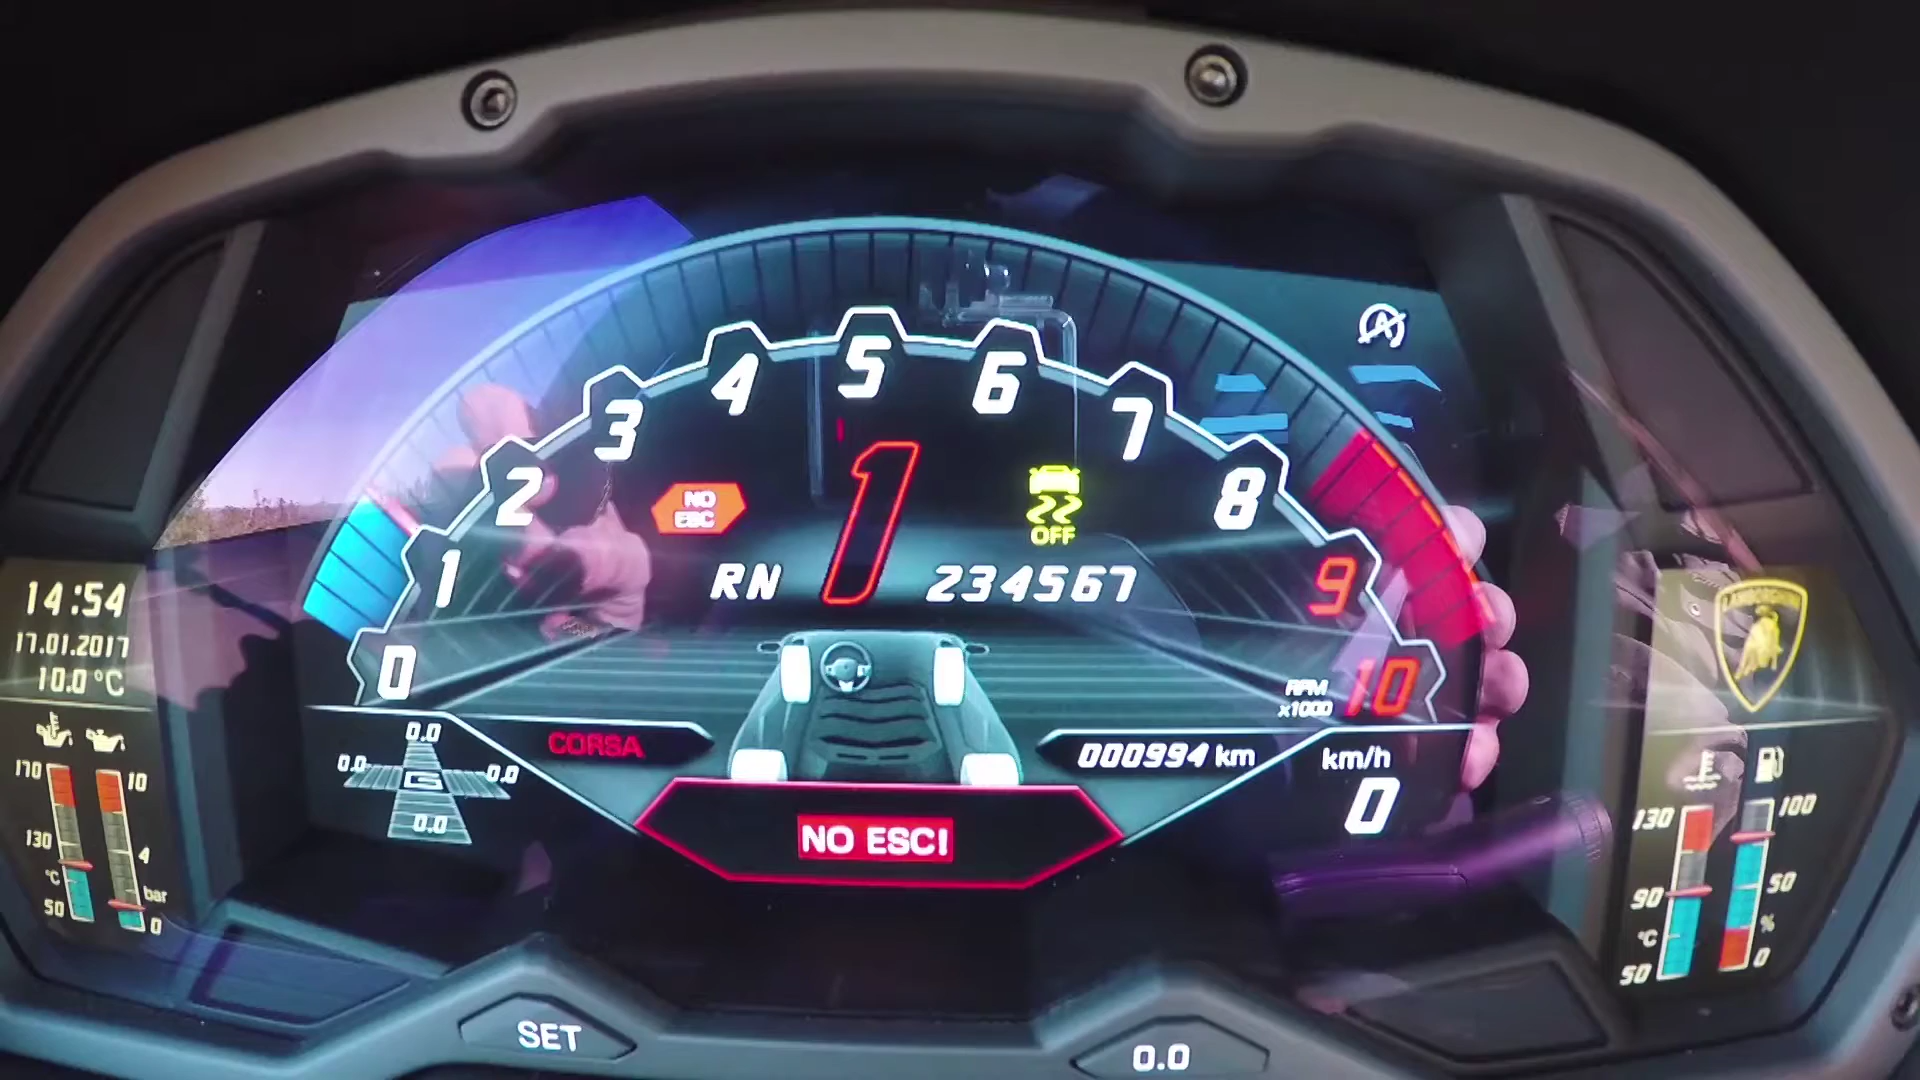 4 5 6
3 7
2 8
1 9
0 10
NO
ESC
1
OFF
RN
234567
RPM
x1000
14:54
17.01.2017
10.0 °C
LAMBORGHINI
CORSA
000994 km
km/h
0
0.0
0.0 G 0.0
0.0
NO ESC!
170 10
130 4
°C bar
50 0
130 100
90 50
°C %
50 0
SET
0.0